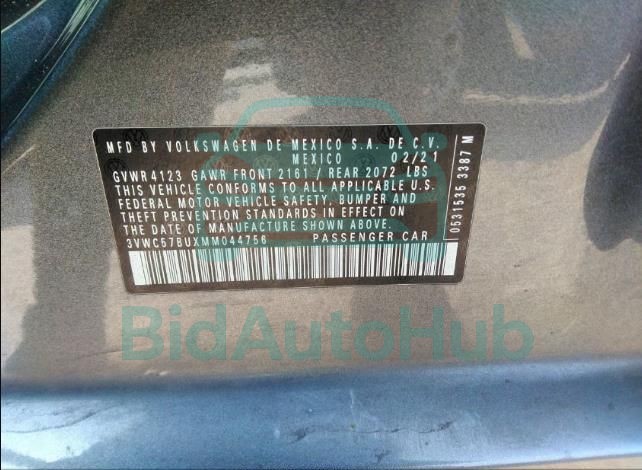 MFD BY VOLKSWAGEN DE MEXICO S.A. DE C.V.
MEXICO 02/21
GVWR4123 GAWR FRONT 2161 / REAR 2072 LBS
THIS VEHICLE CONFORMS TO ALL APPLICABLE U.S.
FEDERAL MOTOR VEHICLE SAFETY, BUMPER AND
THEFT PREVENTION STANDARDS IN EFFECT ON
THE DATE OF MANUFACTURE SHOWN ABOVE.
3VWC57BUXMM044756 PASSENGER CAR
0531535 3387 M
BidAutoHub